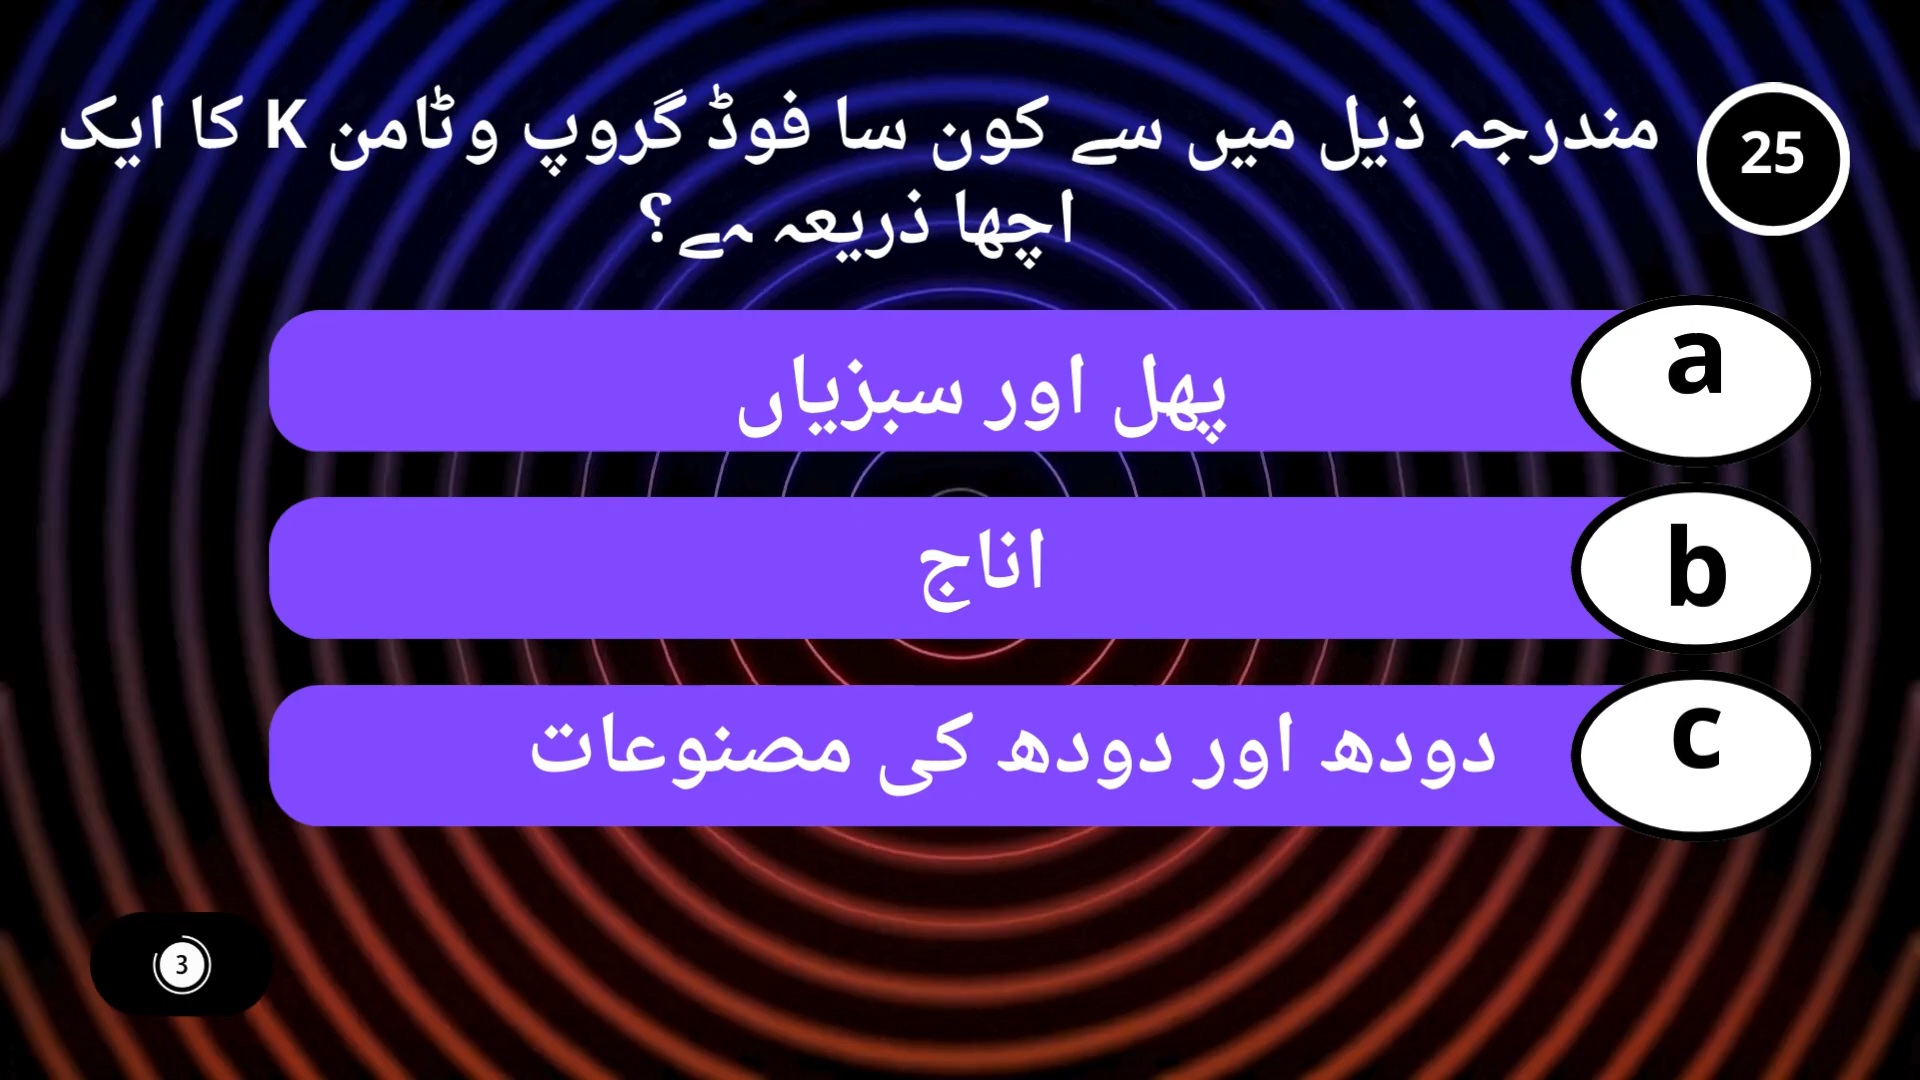 25
مندرجہ ذیل میں سے کون سا فوڈ گروپ وٹامن K کا ایک
اچھا ذریعہ ہے؟
a
پھل اور سبزیاں
b
اناج
c
دودھ اور دودھ کی مصنوعات
3